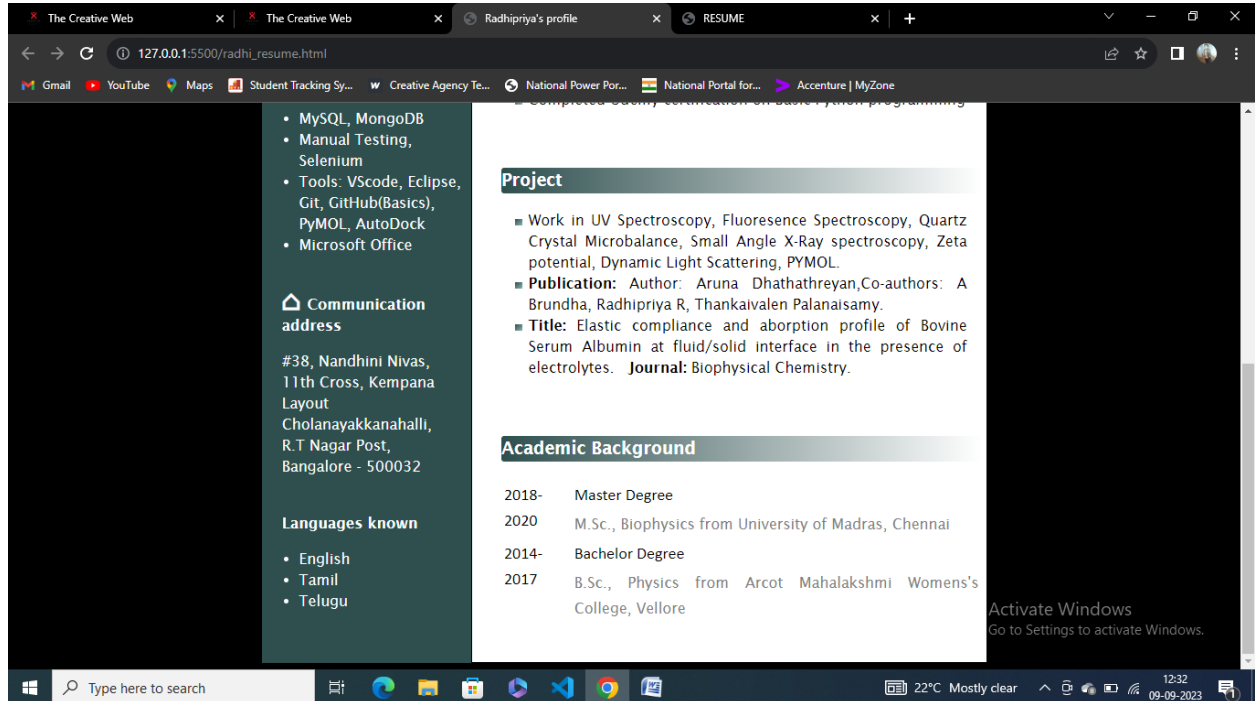 The Creative Web
The Creative Web
Radhipriya's profile
RESUME
127.0.0.1:5500/radhi_resume.html
Gmail
YouTube
Maps
Student Tracking Sy...
Creative Agency Te...
National Power Por...
National Portal for...
Accenture | MyZone
• MySQL, MongoDB
• Manual Testing,
Selenium
• Tools: VScode, Eclipse,
Git, GitHub(Basics),
PyMOL, AutoDock
• Microsoft Office
Communication
address
#38, Nandhini Nivas,
11th Cross, Kempana
Layout
Cholanayakkanahalli,
R.T Nagar Post,
Bangalore - 500032
Languages known
• English
• Tamil
• Telugu
Completed Udemy certification on Basic Python programming
Project
Work in UV Spectroscopy, Fluoresence Spectroscopy, Quartz
Crystal Microbalance, Small Angle X-Ray spectroscopy, Zeta
potential, Dynamic Light Scattering, PYMOL.
Publication: Author: Aruna Dhathathreyan,Co-authors: A
Brundha, Radhipriya R, Thankaivalen Palanaisamy.
Title: Elastic compliance and aborption profile of Bovine
Serum Albumin at fluid/solid interface in the presence of
electrolytes. Journal: Biophysical Chemistry.
Academic Background
2018-
2020
Master Degree
M.Sc., Biophysics from University of Madras, Chennai
2014-
2017
Bachelor Degree
B.Sc., Physics from Arcot Mahalakshmi Womens's
College, Vellore
Activate Windows
Go to Settings to activate Windows.
Type here to search
22°C Mostly clear
12:32
09-09-2023
1